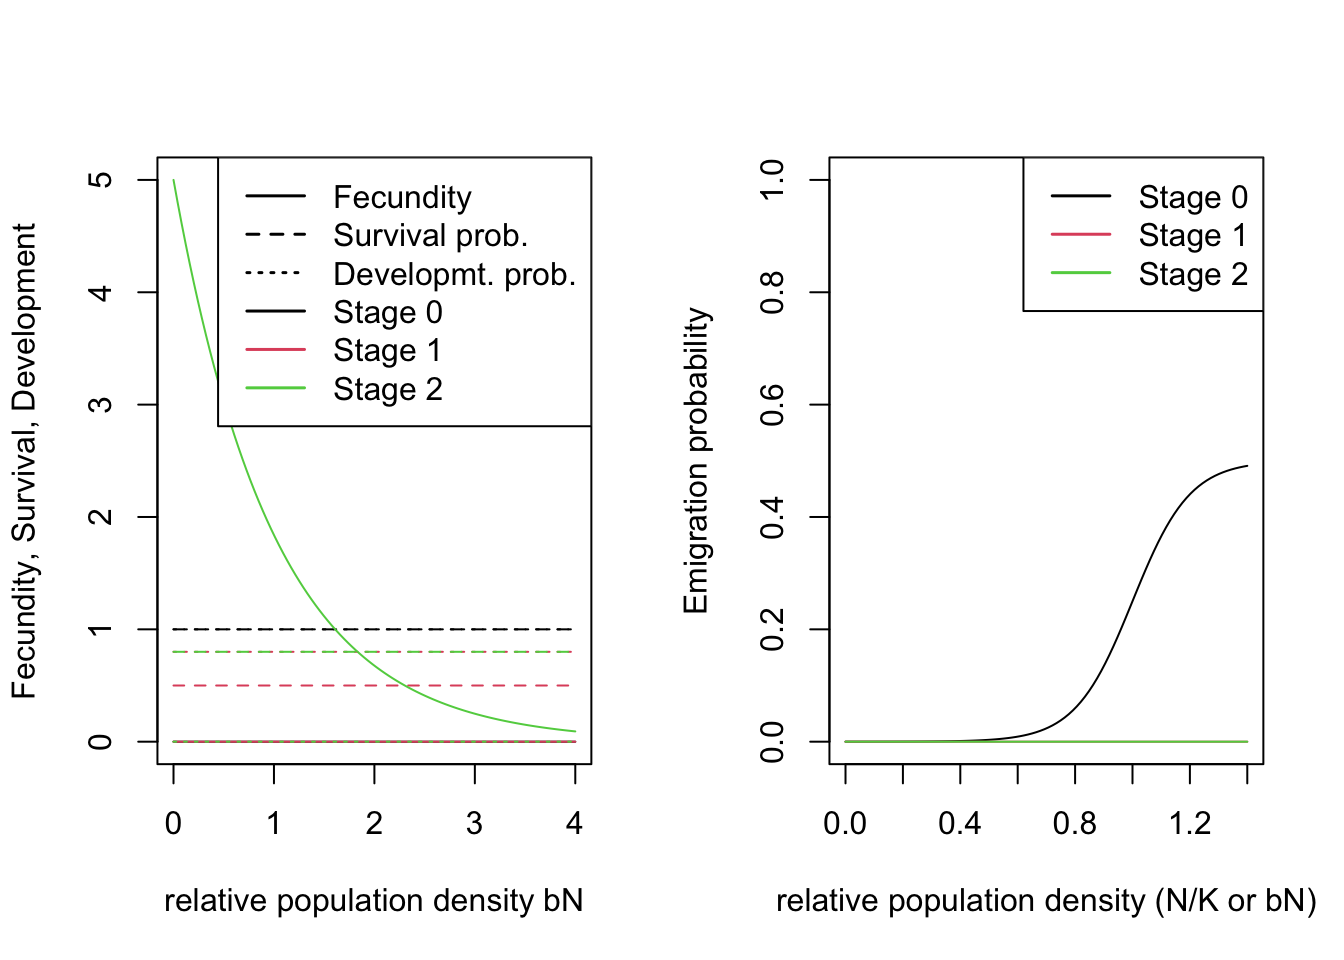 Fecundity, Survival, Development
5
4
3
2
1
0
Fecundity
Survival prob.
Developmt. prob.
Stage 0
Stage 1
Stage 2
0 1 2 3 4
relative population density bN
Emigration probability
1.0
0.8
0.6
0.4
0.2
0.0
Stage 0
Stage 1
Stage 2
0.0 0.4 0.8 1.2
relative population density (N/K or bN)